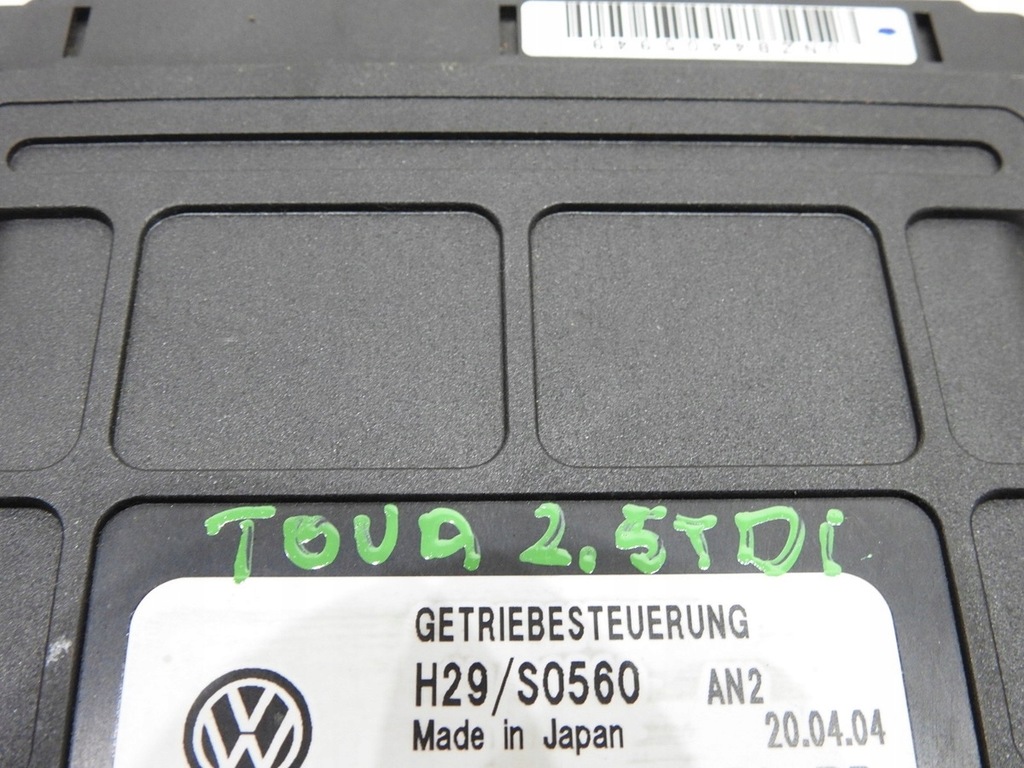 TOUA 2.5TDi
GETRIEBESTEUERUNG
H29/S0560 AN2
Made in Japan 20.04.04